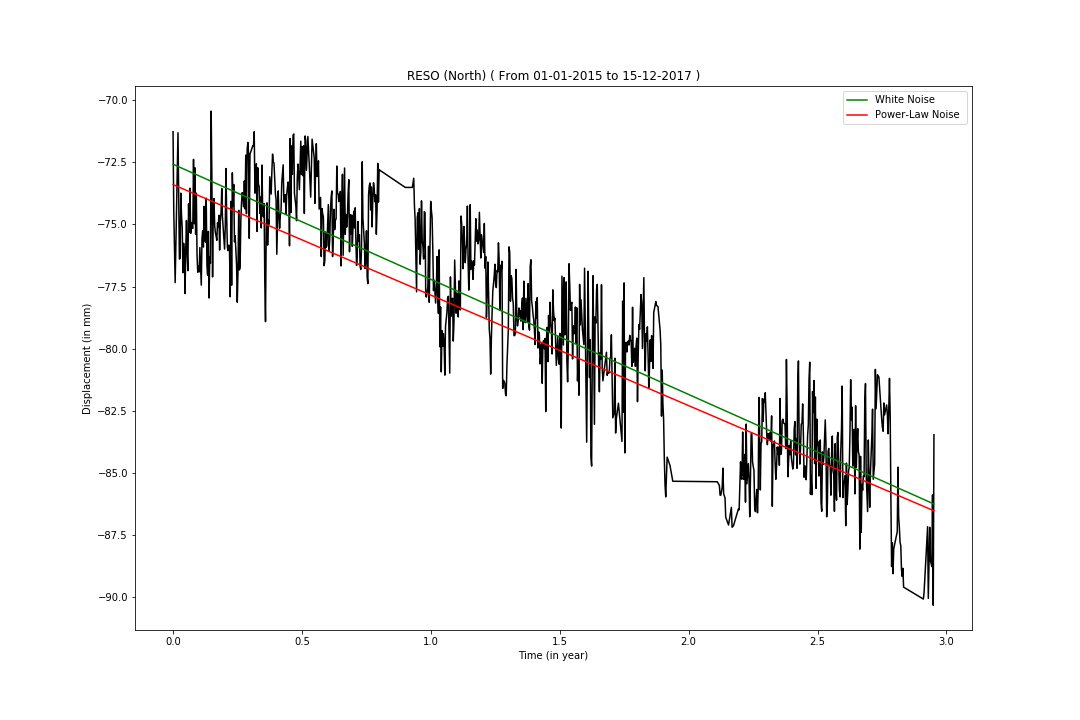 RESO (North) ( From 01-01-2015 to 15-12-2017 )
White Noise
Power-Law Noise
Displacement (in mm)
−70.0
−72.5
−75.0
−77.5
−80.0
−82.5
−85.0
−87.5
−90.0
0.0 0.5 1.0 1.5 2.0 2.5 3.0
Time (in year)